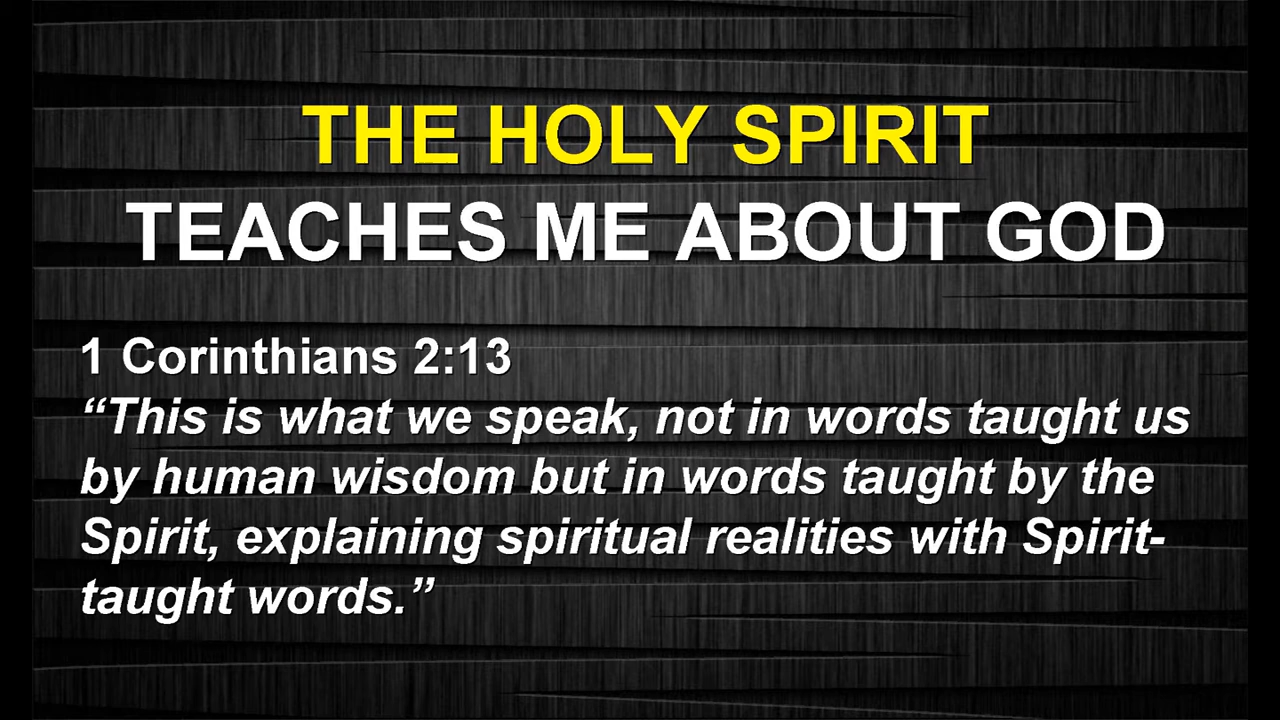 THE HOLY SPIRIT
TEACHES ME ABOUT GOD
1 Corinthians 2:13
“This is what we speak, not in words taught us
by human wisdom but in words taught by the
Spirit, explaining spiritual realities with Spirit-
taught words.”